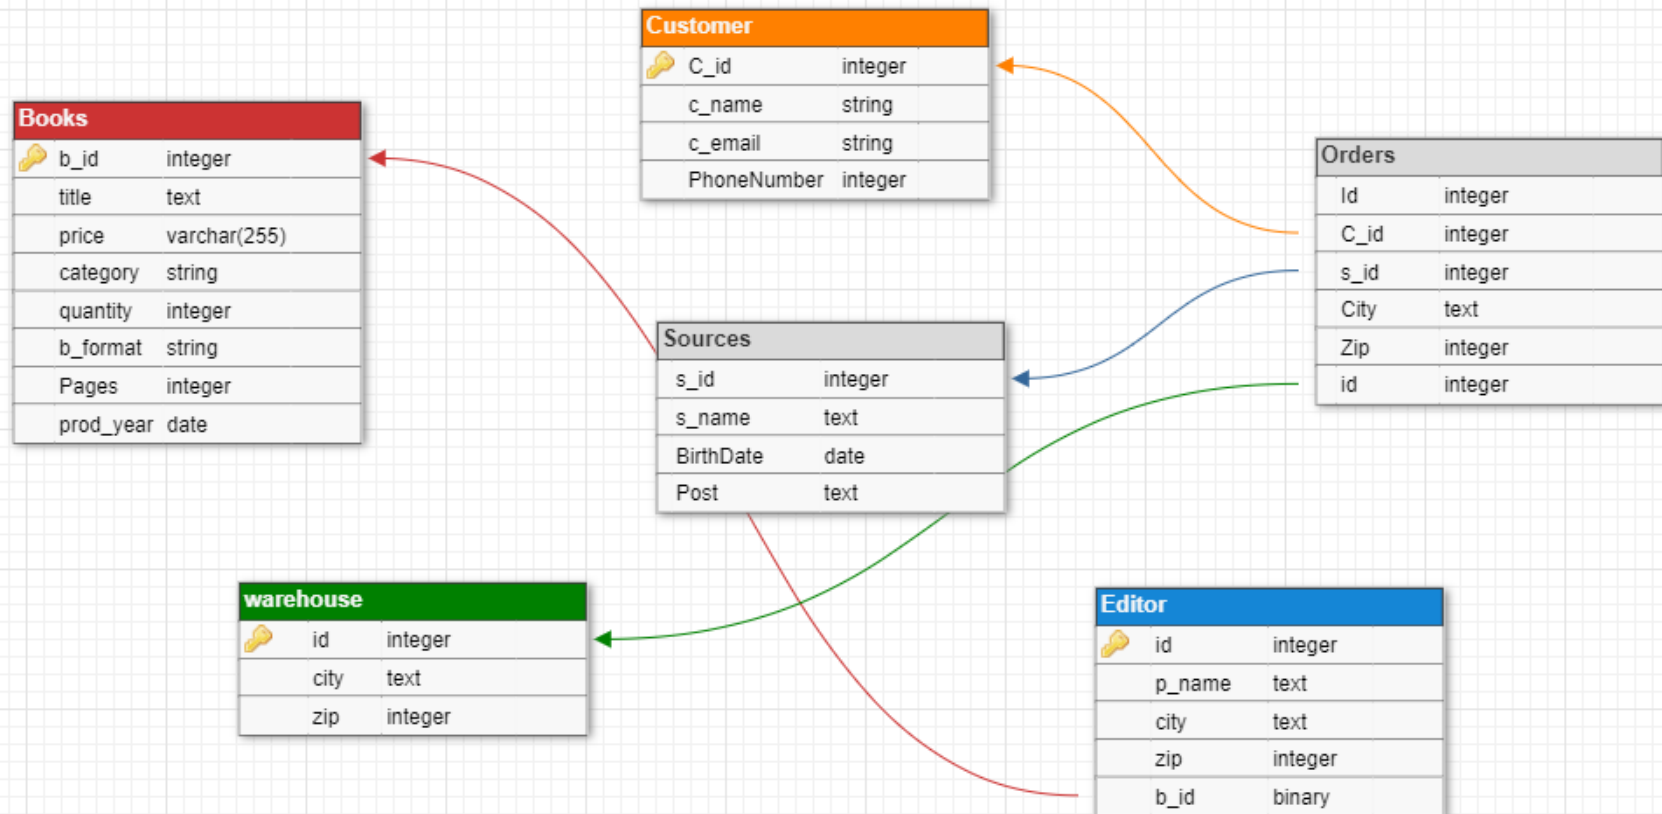 Customer
C_id integer
c_name string
c_email string
PhoneNumber integer
Books
b_id integer
title text
price varchar(255)
category string
quantity integer
b_format string
Pages integer
prod_year date
Orders
Id integer
C_id integer
s_id integer
City text
Zip integer
id integer
Sources
s_id integer
s_name text
BirthDate date
Post text
warehouse
id integer
city text
zip integer
Editor
id integer
p_name text
city text
zip integer
b_id binary